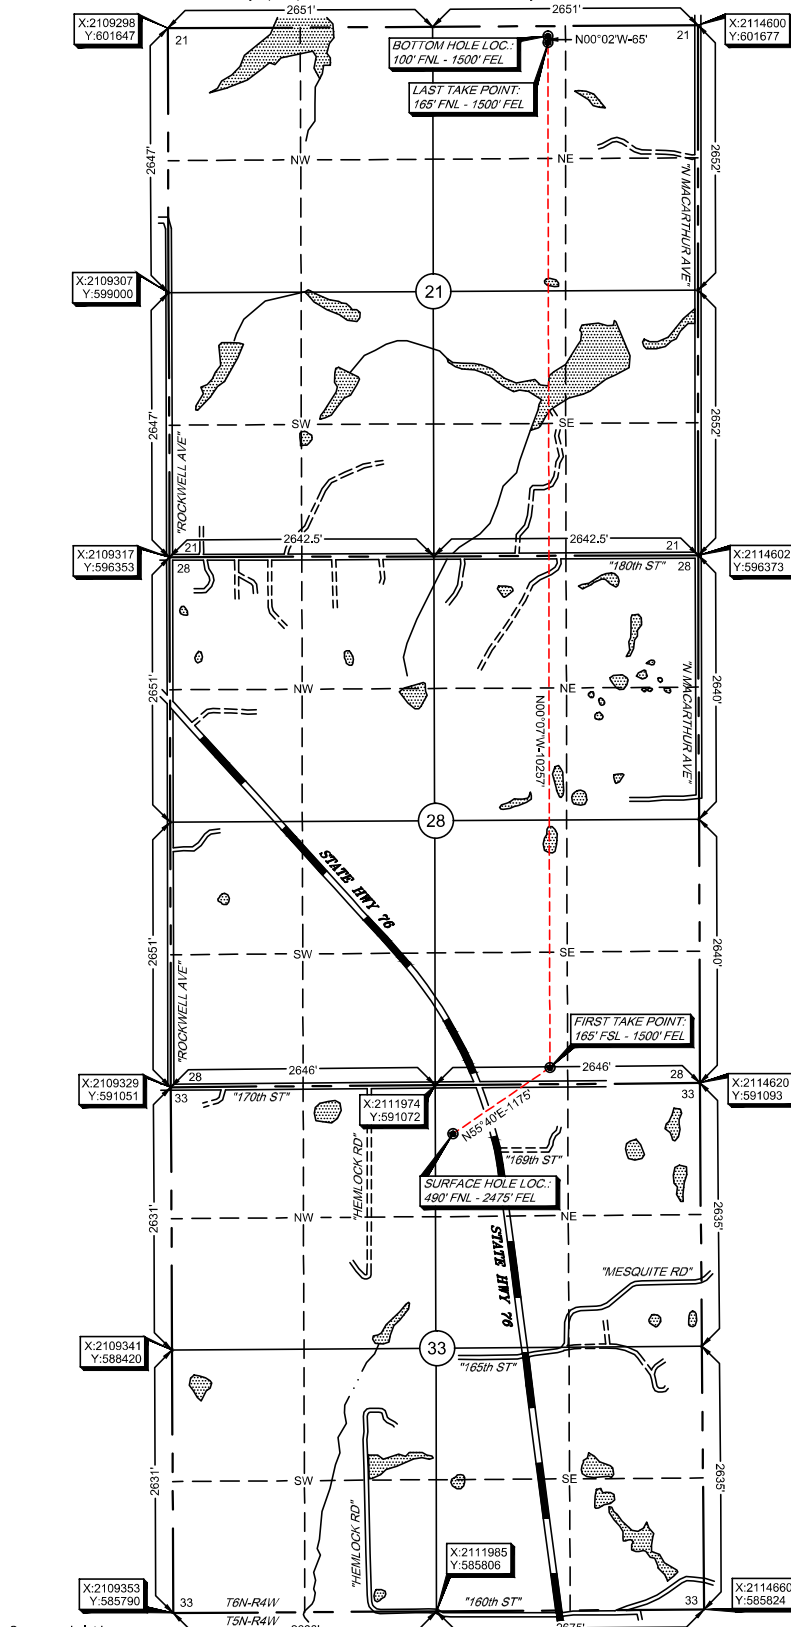 2651'
2651'
X:2109298
Y:601647
X:2114600
Y:601677
21
21
BOTTOM HOLE LOC.:
100' FNL - 1500' FEL
N00°02'W-65'
LAST TAKE POINT:
165' FNL - 1500' FEL
2647'
NW
NE
2652'
"N MACARTHUR AVE"
X:2109307
Y:599000
21
2647'
SW
SE
2652'
"ROCKWELL AVE"
X:2109317
Y:596353
21
2642.5'
2642.5'
21
X:2114602
Y:596373
28
"180th ST"
28
2651'
NW
NE
2640'
"N MACARTHUR AVE"
N00°07'W-10257'
28
STATE HWY 76
2651'
SW
SE
2640'
"ROCKWELL AVE"
FIRST TAKE POINT:
165' FSL - 1500' FEL
X:2109329
Y:591051
28
2646'
2646'
28
X:2114620
Y:591093
33
"170th ST"
X:2111974
Y:591072
33
N55°40'E-1175'
"HEMLOCK RD"
"169th ST"
SURFACE HOLE LOC.:
490' FNL - 2475' FEL
2631'
NW
NE
2635'
STATE HWY 76
"MESQUITE RD"
X:2109341
Y:588420
33
"165th ST"
2631'
SW
SE
2635'
"HEMLOCK RD"
X:2111985
Y:585806
X:2109353
Y:585790
X:2114660
Y:585824
33
T6N-R4W
"160th ST"
33
T5N-R4W
2675'